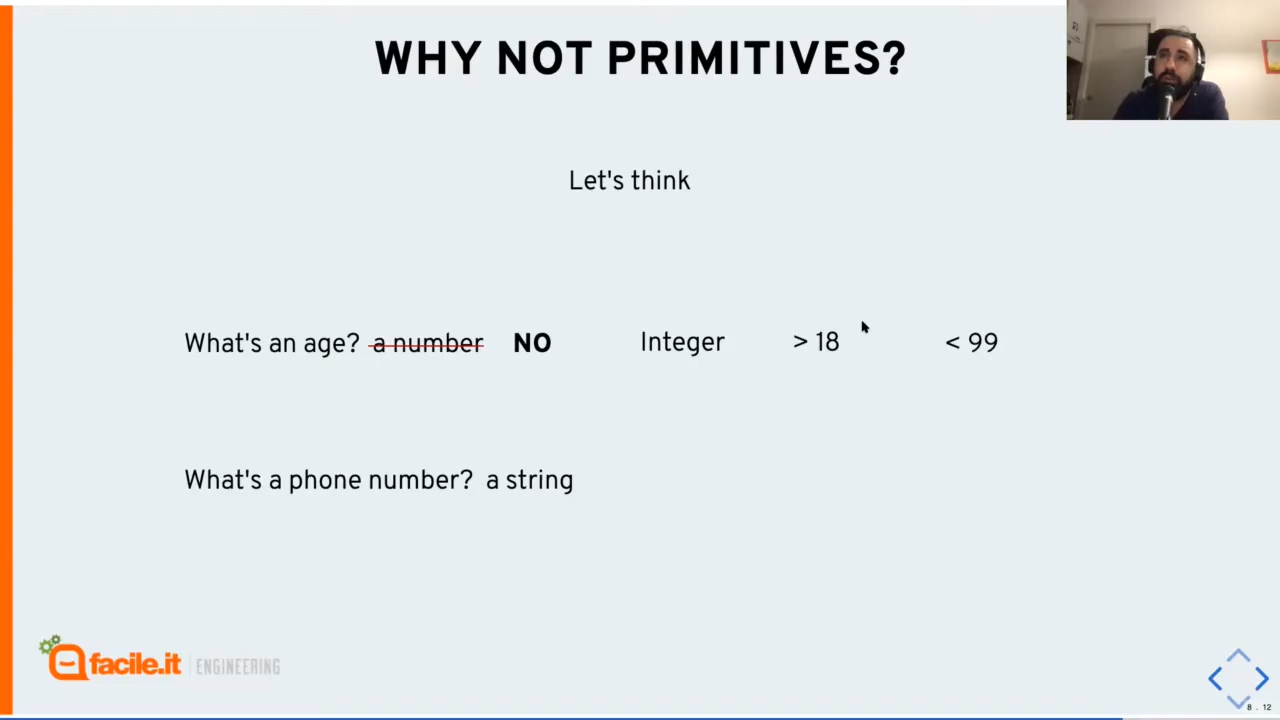 WHY NOT PRIMITIVES?
Let's think
What's an age? a number NO Integer > 18 < 99
What's a phone number? a string
facile.it ENGINEERING
8 . 12